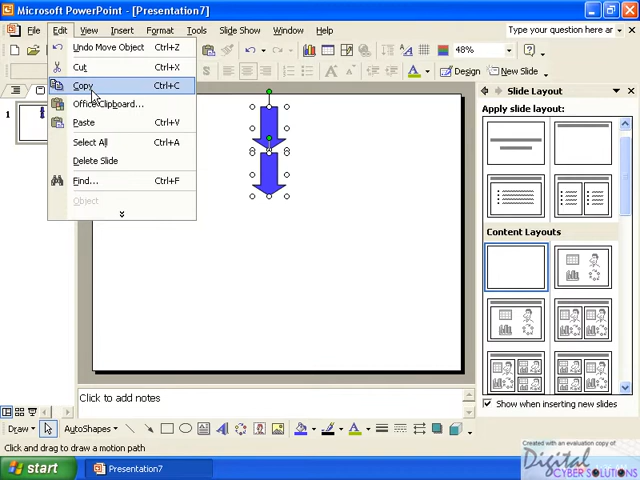 Microsoft PowerPoint - [Presentation7]
File Edit View Insert Format Tools Slide Show Window Type your question
48%
Design New Slide
Undo Move Object Ctrl+Z
Cut Ctrl+X
Copy Ctrl+C
Office Clipboard...
Paste Ctrl+V
Select All Ctrl+A
Delete Slide
Find... Ctrl+F
Object
1
Slide Layout
Apply slide layout:
Content Layouts
Show when inserting new slides
Click to add notes
Draw AutoShapes
Click and drag to draw a motion path
start Presentation7
Created with an evaluation copy of
Digital
CYBER SOLUTIONS